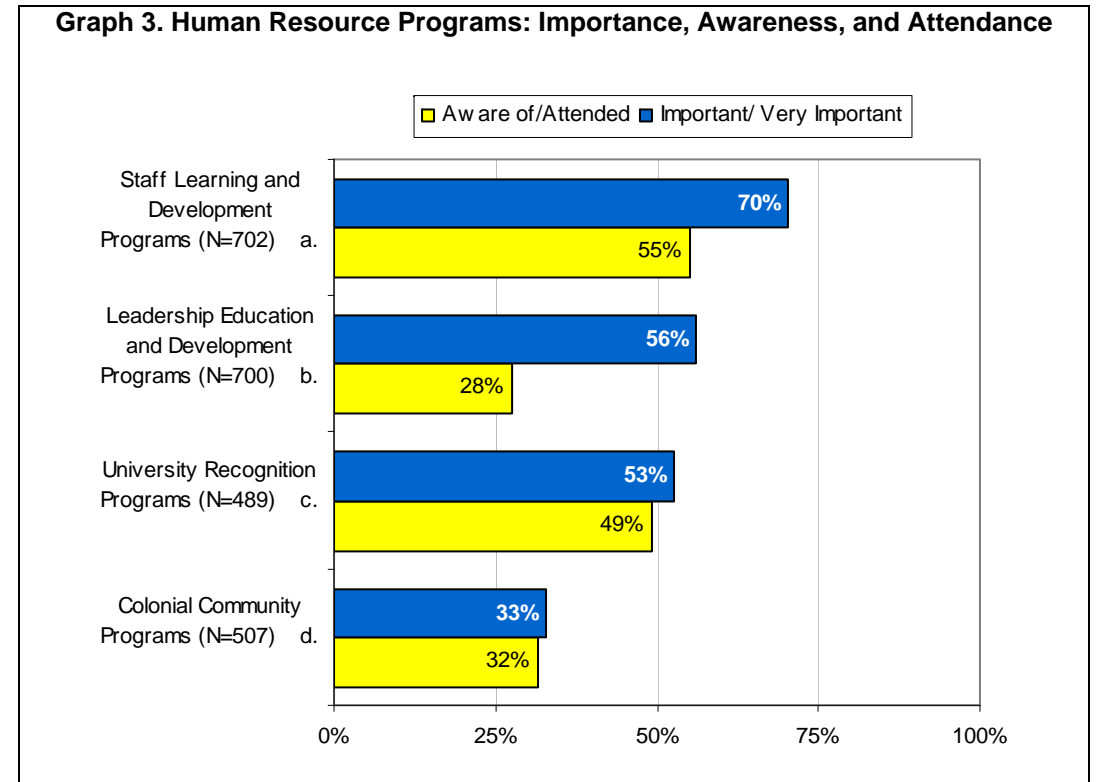 Graph 3. Human Resource Programs: Importance, Awareness, and Attendance
Aware of/Attended Important/ Very Important
Staff Learning and
Development
Programs (N=702) a.
70%
55%
Leadership Education
and Development
Programs (N=700) b.
56%
28%
University Recognition
Programs (N=489) c.
53%
49%
Colonial Community
Programs (N=507) d.
33%
32%
0% 25% 50% 75% 100%